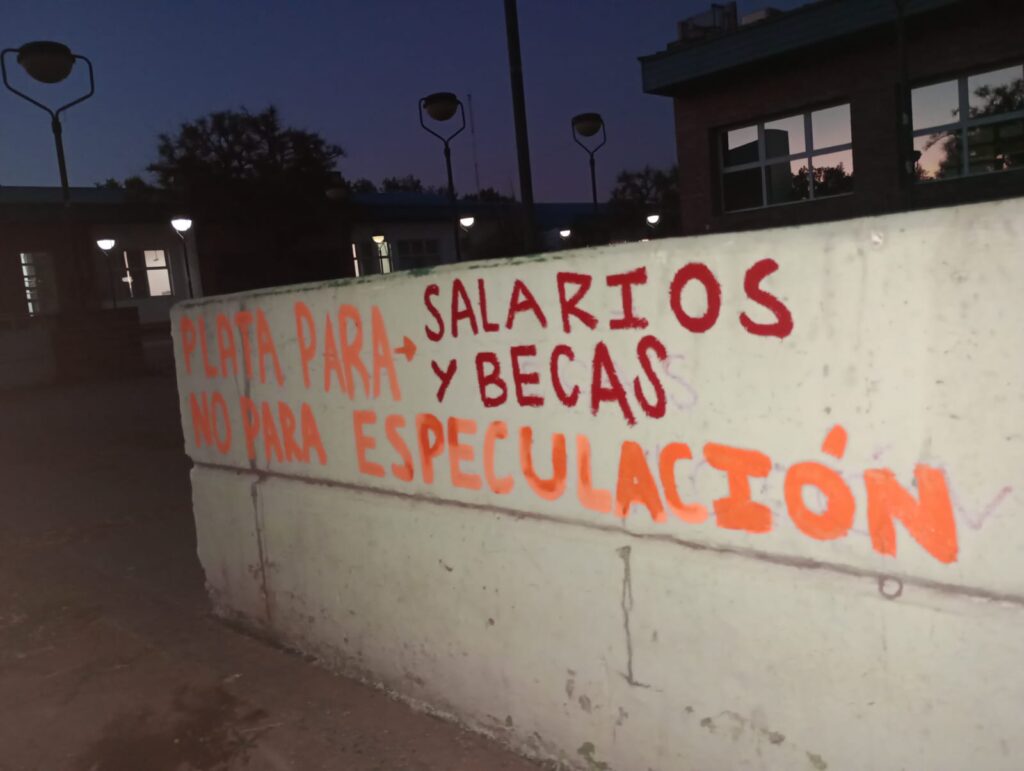 PLATA PARA → SALARIOS
Y BECAS
NO PARA ESPECULACIÓN